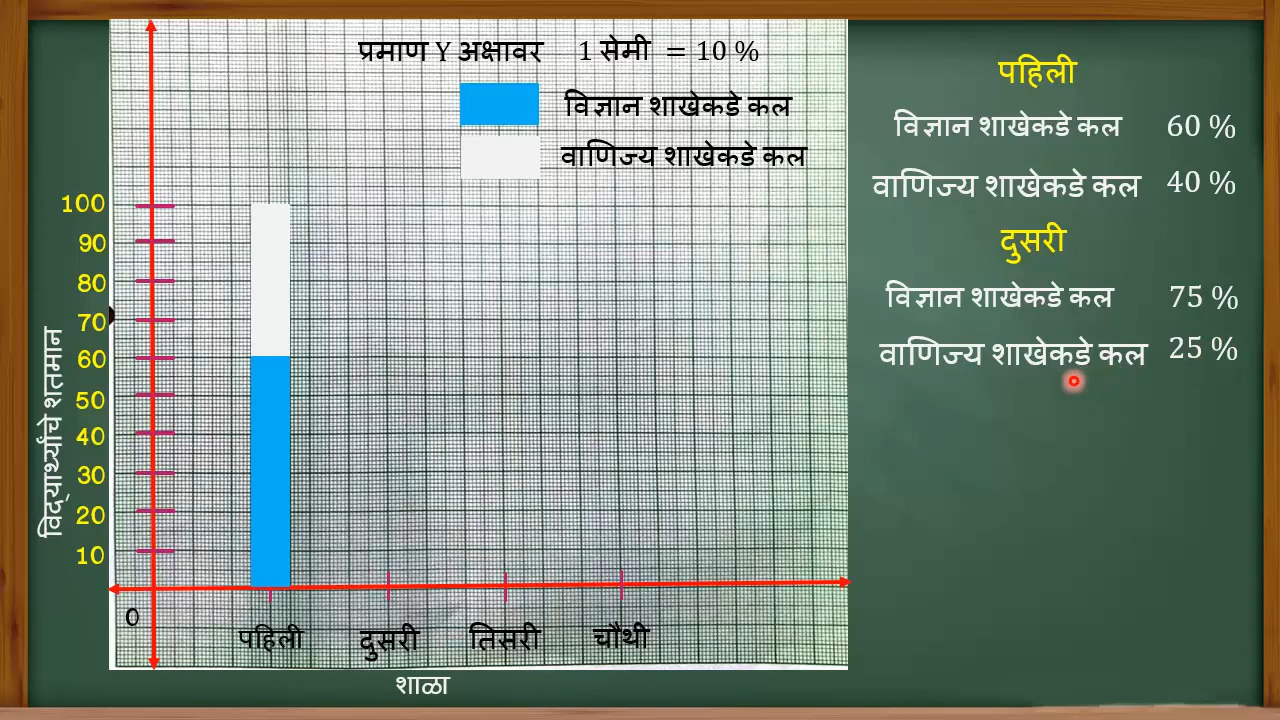 प्रमाण Y अक्षावर 1 सेमी = 10 %
विज्ञान शाखेकडे कल
वाणिज्य शाखेकडे कल
100
90
80
70
60
50
40
30
20
10
0
विद्यार्थ्यांचे शतमान
पहिली दुसरी तिसरी चौथी
शाळा
पहिली
विज्ञान शाखेकडे कल 60 %
वाणिज्य शाखेकडे कल 40 %
दुसरी
विज्ञान शाखेकडे कल 75 %
वाणिज्य शाखेकडे कल 25 %